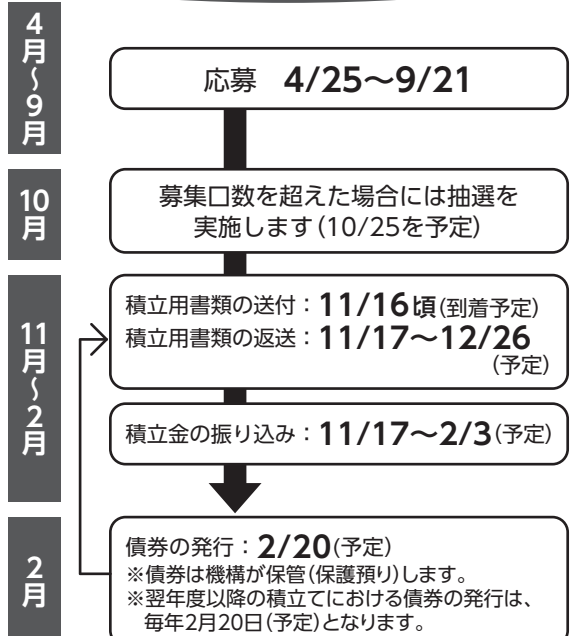 4月～9月
応募 4/25～9/21
10月
募集口数を超えた場合には抽選を
実施します(10/25を予定)
11月～2月
積立用書類の送付：11/16頃(到着予定)
積立用書類の返送：11/17～12/26
(予定)
積立金の振り込み：11/17～2/3(予定)
2月
債券の発行：2/20(予定)
※債券は機構が保管(保護預り)します。
※翌年度以降の積立てにおける債券の発行は、
毎年2月20日(予定)となります。